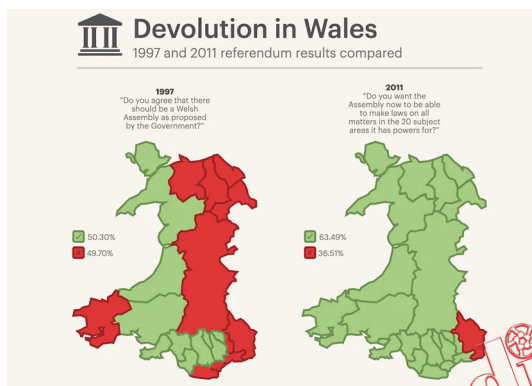 Devolution in Wales
1997 and 2011 referendum results compared
1997
"Do you agree that there
should be a Welsh
Assembly as proposed
by the Government?"
50.30%
49.70%
2011
"Do you want the
Assembly now to be able
to make laws on all
matters in the 20 subject
areas it has powers for?"
63.49%
36.51%